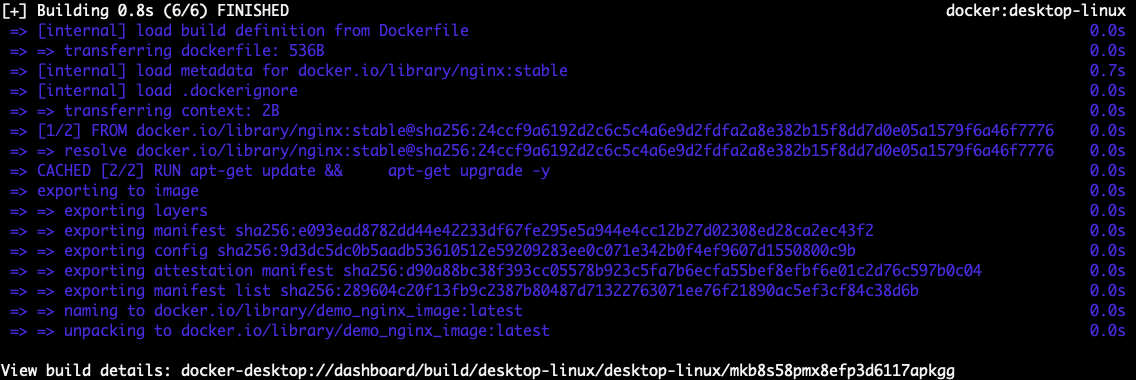 [+] Building 0.8s (6/6) FINISHED docker:desktop-linux
=> [internal] load build definition from Dockerfile 0.0s
=> => transferring dockerfile: 536B 0.0s
=> [internal] load metadata for docker.io/library/nginx:stable 0.7s
=> [internal] load .dockerignore 0.0s
=> => transferring context: 2B 0.0s
=> [1/2] FROM docker.io/library/nginx:stable@sha256:24ccf9a6192d2c6c5c4a6e9d2fdfa2a8e382b15f8dd7d0e05a1579f6a46f7776 0.0s
=> => resolve docker.io/library/nginx:stable@sha256:24ccf9a6192d2c6c5c4a6e9d2fdfa2a8e382b15f8dd7d0e05a1579f6a46f7776 0.0s
=> CACHED [2/2] RUN apt-get update &&     apt-get upgrade -y 0.0s
=> exporting to image 0.0s
=> => exporting layers 0.0s
=> => exporting manifest sha256:e093ead8782dd44e42233df67fe295e5a944e4cc12b27d02308ed28ca2ec43f2 0.0s
=> => exporting config sha256:9d3dc5dc0b5aadb53610512e59209283ee0c071e342b0f4ef9607d1550800c9b 0.0s
=> => exporting attestation manifest sha256:d90a88bc38f393cc05578b923c5fa7b6ecfa55bef8efbf6e01c2d76c597b0c04 0.0s
=> => exporting manifest list sha256:289604c20f13fb9c2387b80487d71322763071ee76f21890ac5ef3cf84c38d6b 0.0s
=> => naming to docker.io/library/demo_nginx_image:latest 0.0s
=> => unpacking to docker.io/library/demo_nginx_image:latest 0.0s
View build details: docker-desktop://dashboard/build/desktop-linux/desktop-linux/mkb8s58pmx8efp3d6117apkgg